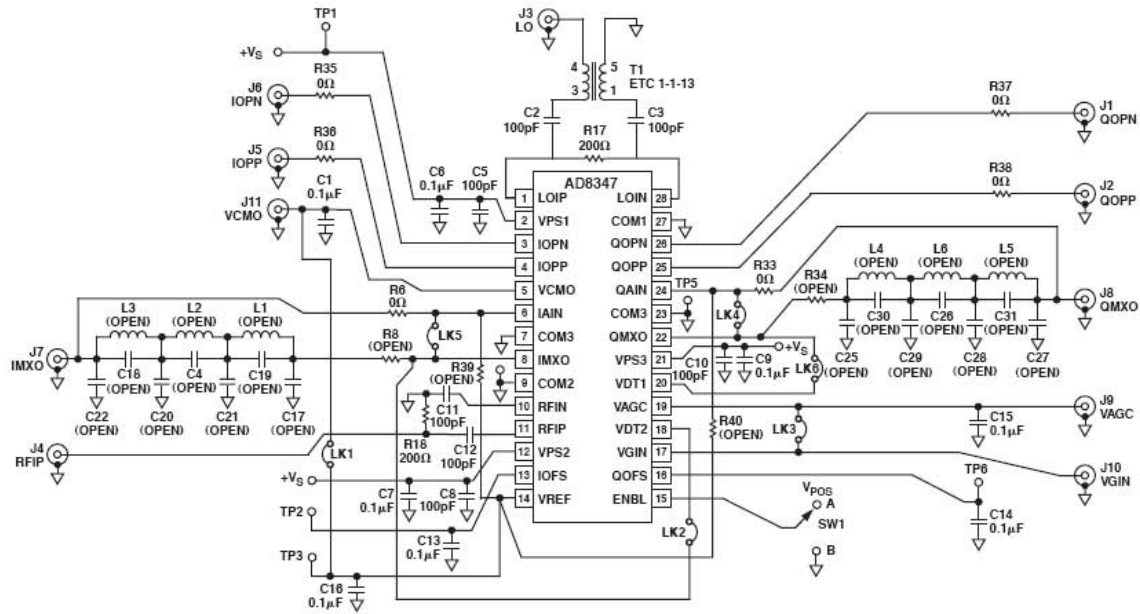 TP1
+VS
J6
IOPN
R35
0Ω
J5
IOPP
R36
0Ω
J11
VCMO
C1
0.1μF
C6
0.1μF
C5
100pF
J3
LO
4
5
3
1
T1
ETC 1-1-13
C2
100pF
C3
100pF
R17
200Ω
AD8347
1 LOIP
2 VPS1
3 IOPN
4 IOPP
5 VCMO
6 IAIN
7 COM3
8 IMXO
9 COM2
10 RFIN
11 RFIP
12 VPS2
13 IOFS
14 VREF
LOIN 28
COM1 27
QOPN 26
QOPP 25
QAIN 24
COM3 23
QMXO 22
VPS3 21
VDT1 20
VAGC 19
VDT2 18
VGIN 17
QOFS 16
ENBL 15
R37
0Ω
J1
QOPN
R38
0Ω
J2
QOPP
TP5
R33
0Ω
R34
(OPEN)
L4
(OPEN)
L6
(OPEN)
L5
(OPEN)
J8
QMXO
C30
(OPEN)
C26
(OPEN)
C31
(OPEN)
C25
(OPEN)
C29
(OPEN)
C28
(OPEN)
C27
(OPEN)
LK4
+VS
C10
100pF
C9
0.1μF
LK6
R40
(OPEN)
LK3
C15
0.1μF
J9
VAGC
J10
VGIN
TP6
C14
0.1μF
VPOS
A
SW1
B
LK2
R6
0Ω
LK5
R8
(OPEN)
R39
(OPEN)
L3
(OPEN)
L2
(OPEN)
L1
(OPEN)
J7
IMXO
C18
(OPEN)
C4
(OPEN)
C19
(OPEN)
C22
(OPEN)
C20
(OPEN)
C21
(OPEN)
C17
(OPEN)
C11
100pF
R18
200Ω
C12
100pF
J4
RFIP
LK1
+VS
C7
0.1μF
C8
100pF
TP2
C13
0.1μF
TP3
C16
0.1μF